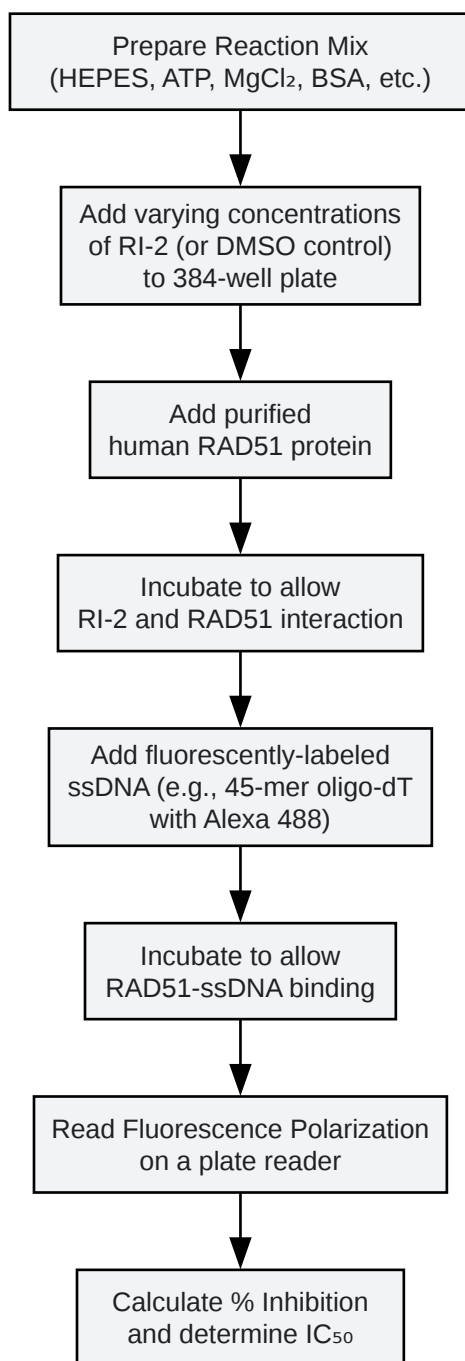 Prepare Reaction Mix
(HEPES, ATP, MgCl₂, BSA, etc.)
Add varying concentrations
of RI-2 (or DMSO control)
to 384-well plate
Add purified
human RAD51 protein
Incubate to allow
RI-2 and RAD51 interaction
Add fluorescently-labeled
ssDNA (e.g., 45-mer oligo-dT
with Alexa 488)
Incubate to allow
RAD51-ssDNA binding
Read Fluorescence Polarization
on a plate reader
Calculate % Inhibition
and determine IC₅₀